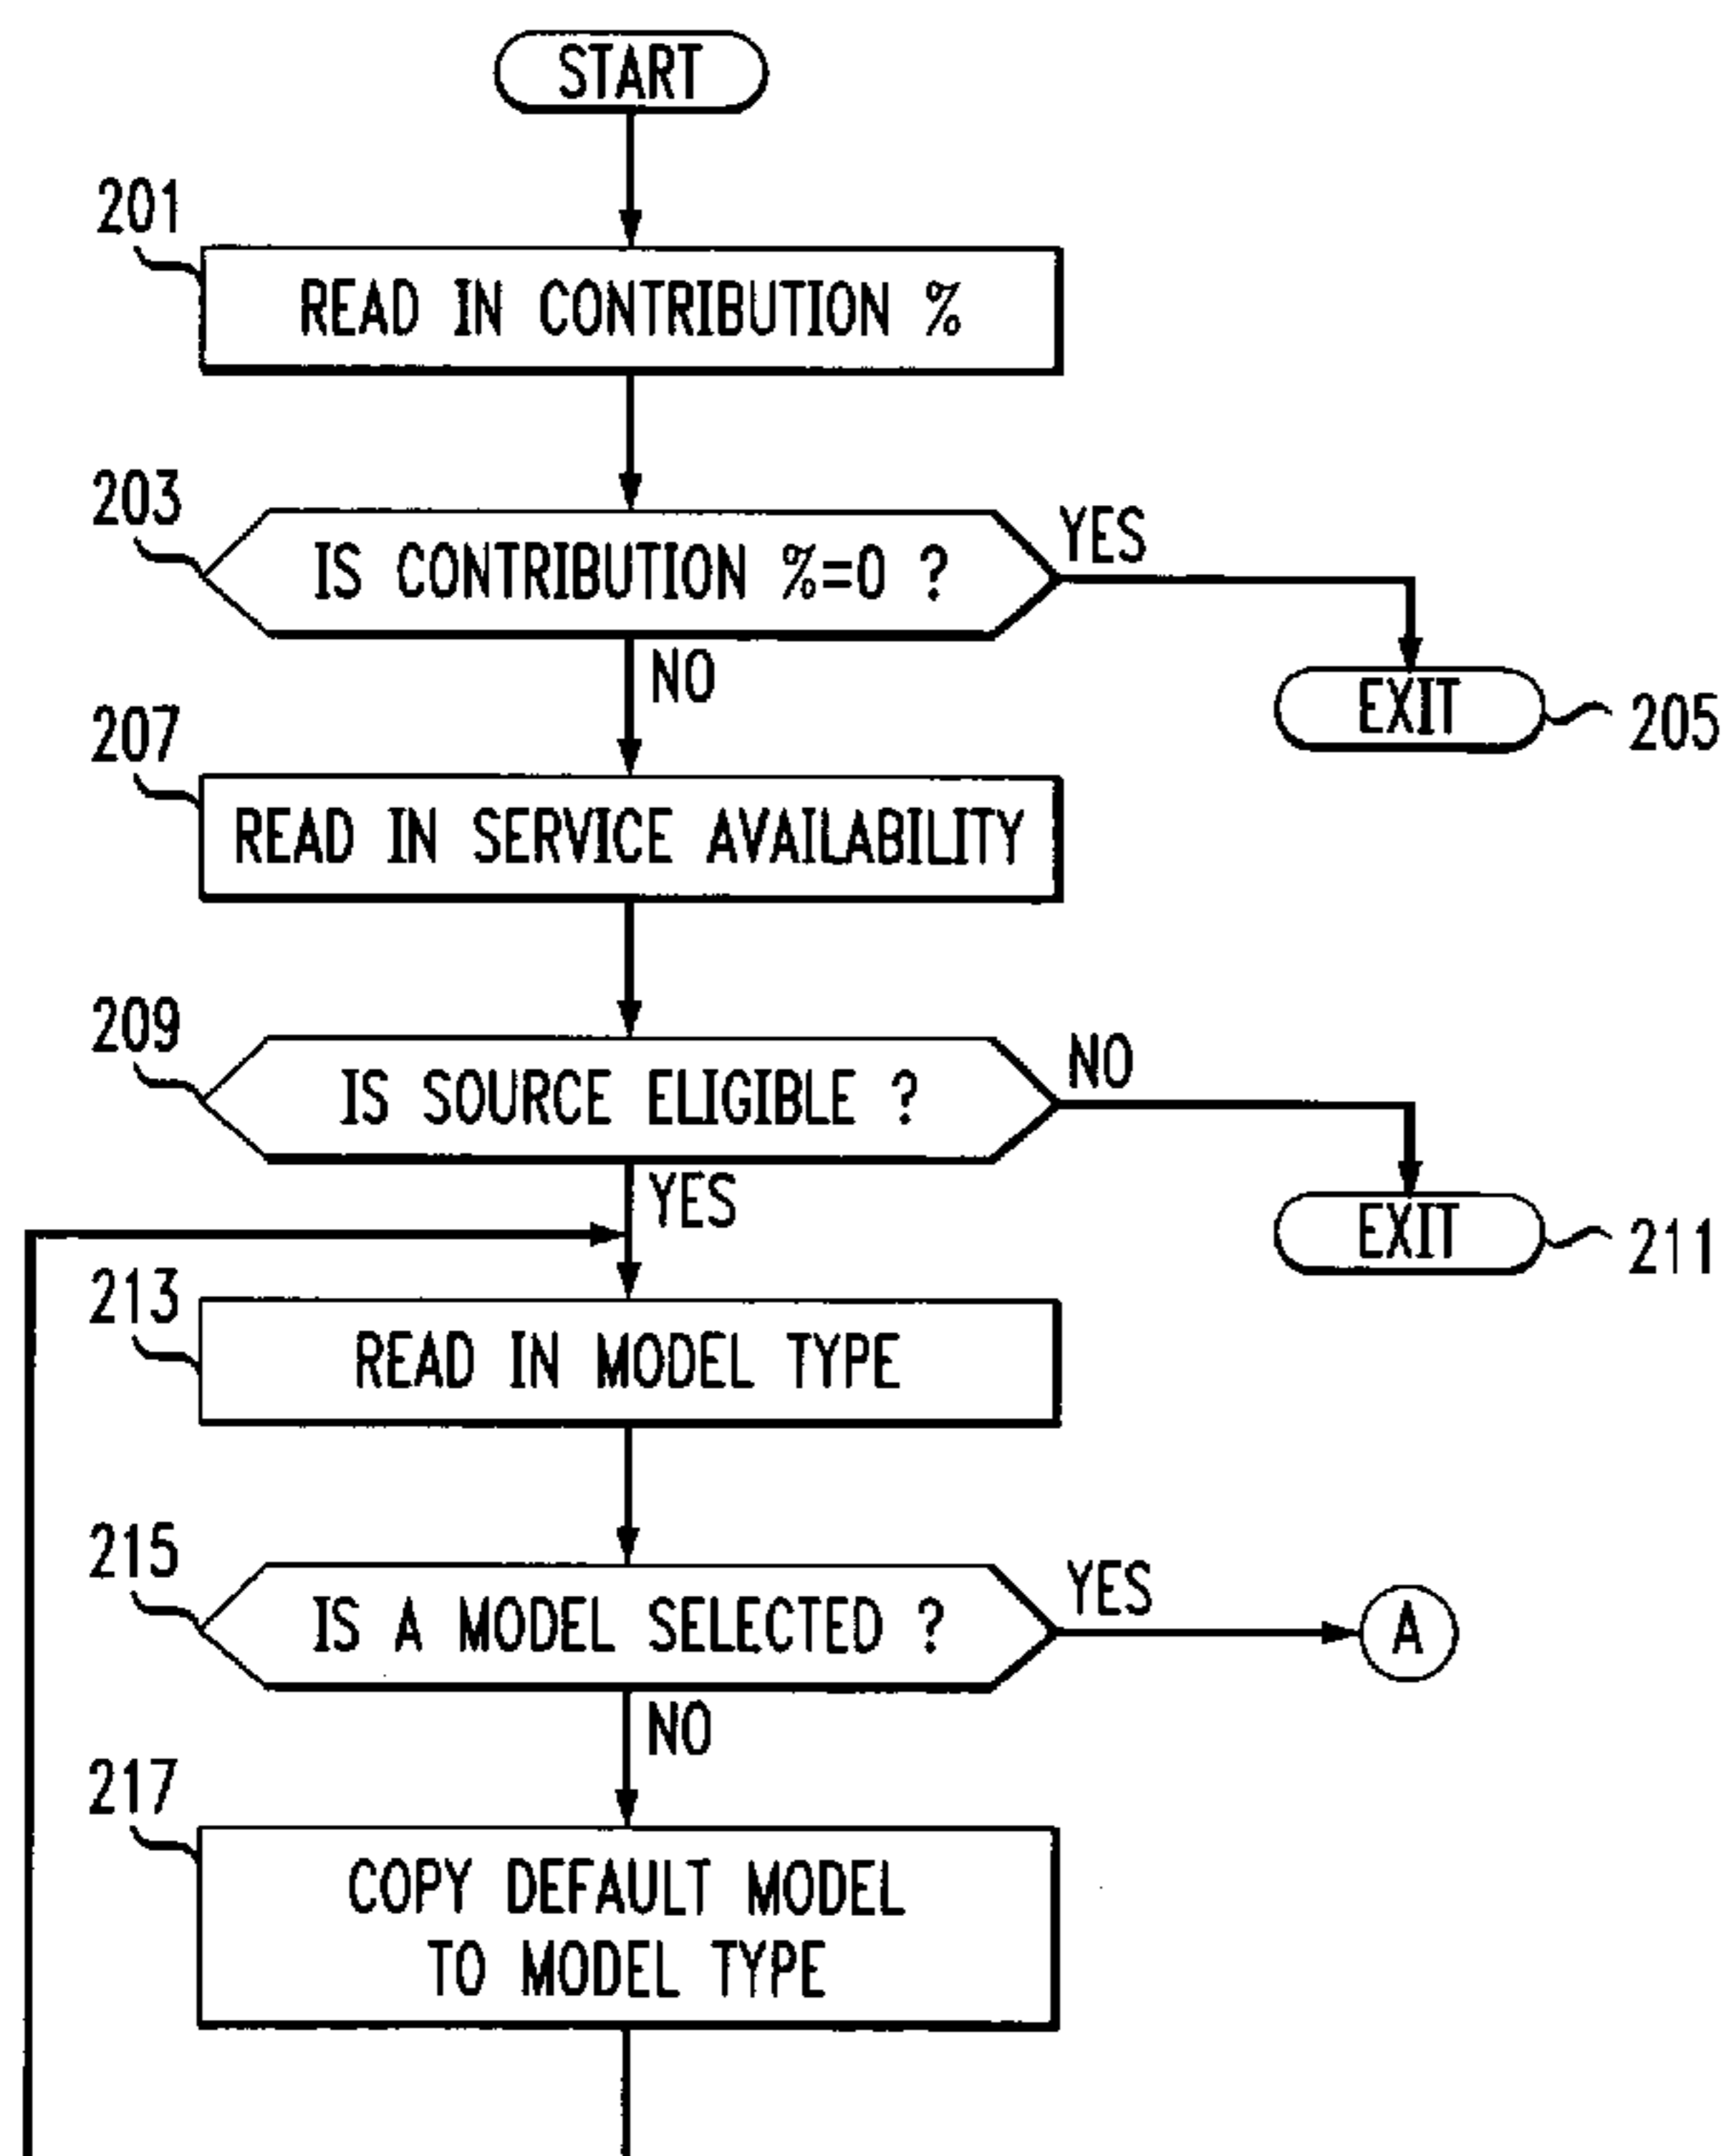 START
201
READ IN CONTRIBUTION %
203
IS CONTRIBUTION %=0 ?
YES
NO
EXIT
205
207
READ IN SERVICE AVAILABILITY
209
IS SOURCE ELIGIBLE ?
NO
YES
EXIT
211
213
READ IN MODEL TYPE
215
IS A MODEL SELECTED ?
YES
A
NO
217
COPY DEFAULT MODEL
TO MODEL TYPE